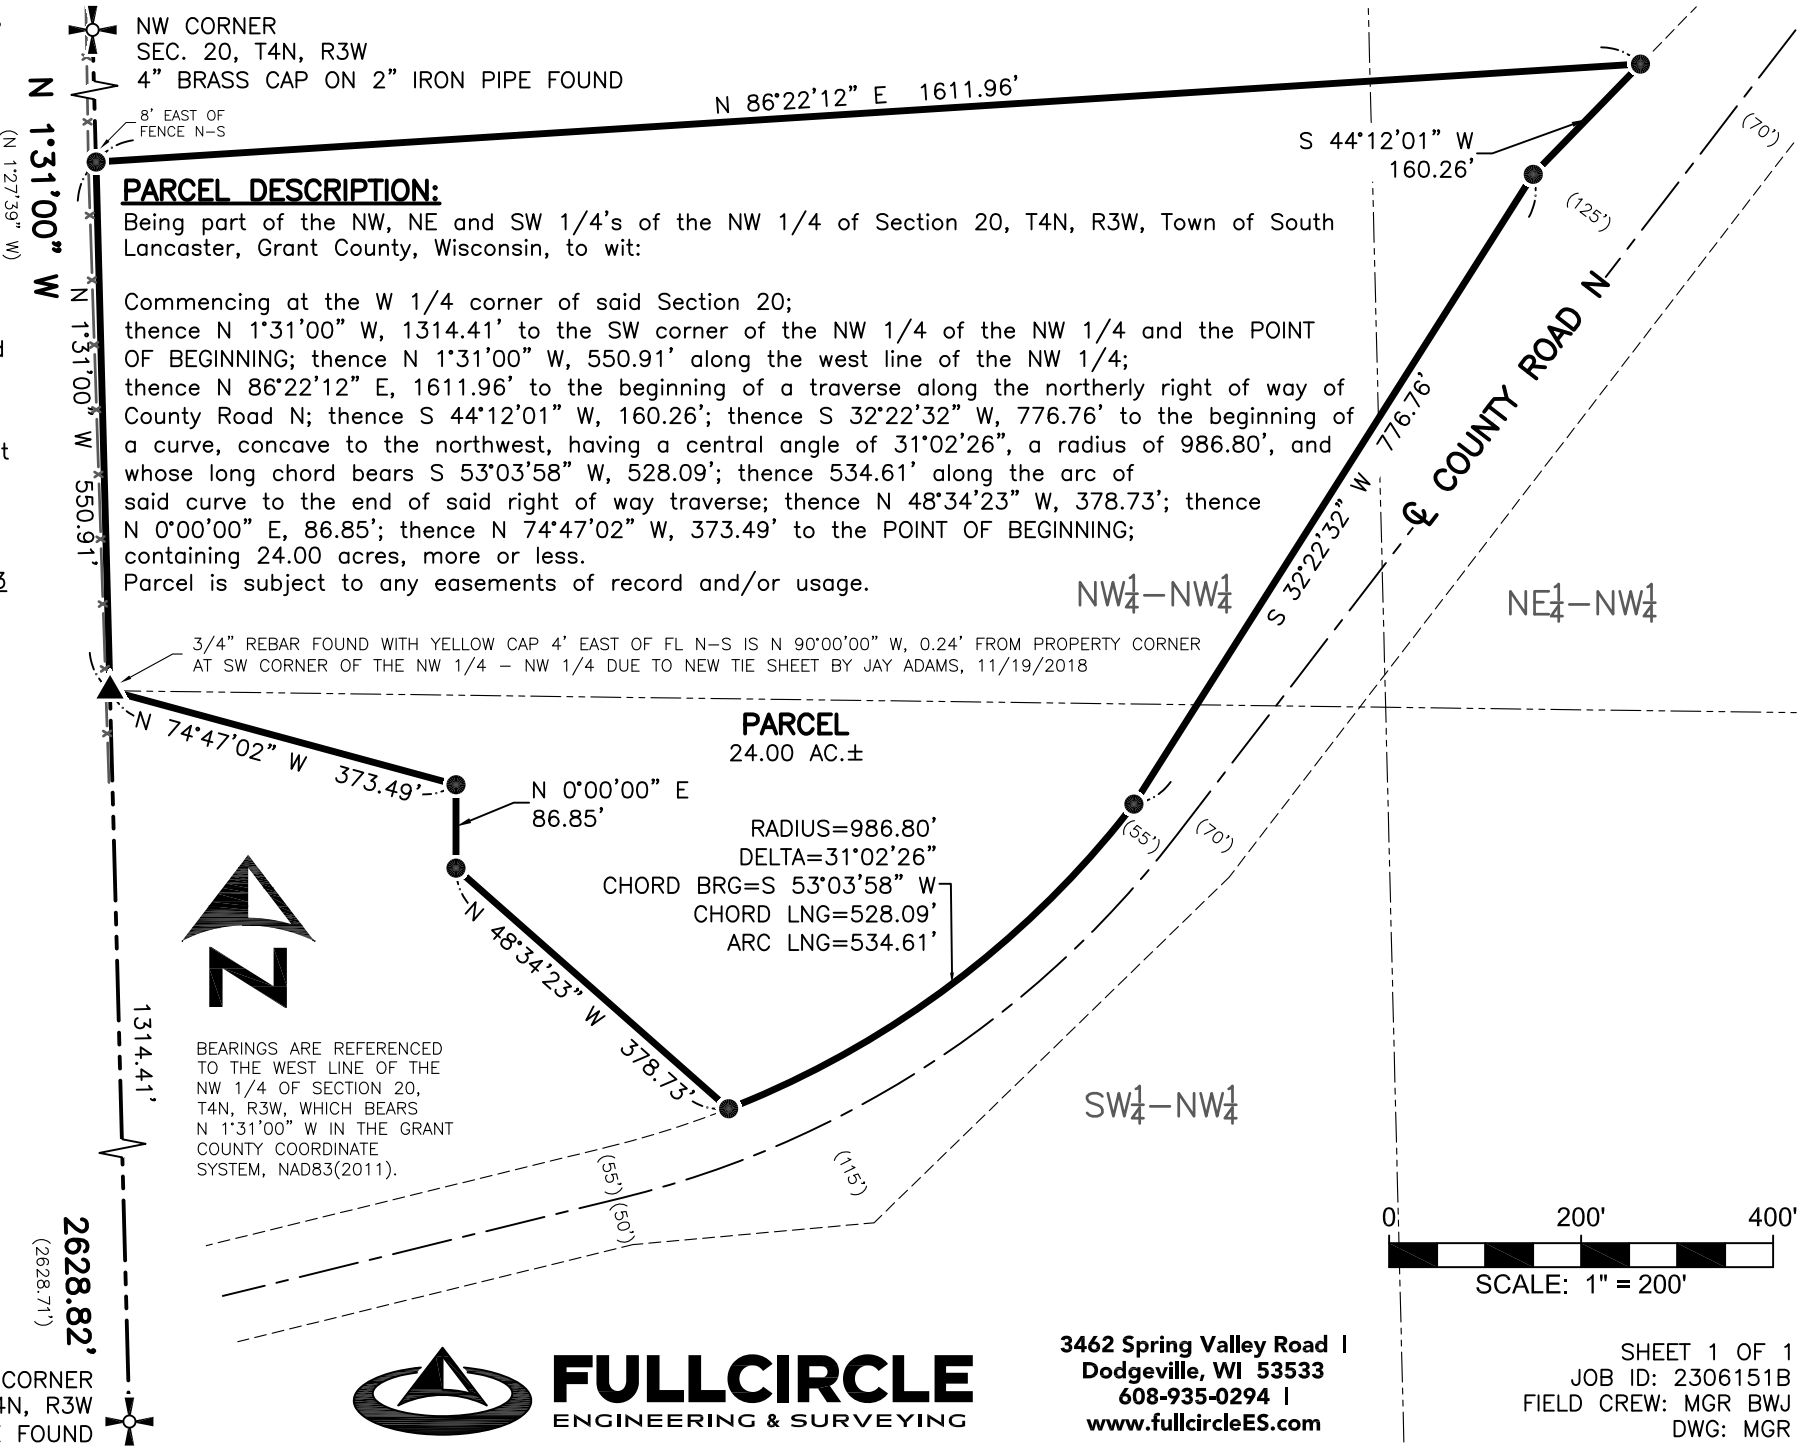 NW CORNER
SEC. 20, T4N, R3W
4” BRASS CAP ON 2” IRON PIPE FOUND
8’ EAST OF
FENCE N–S
N 1°31’00” W
(N 1°27’39” W)
N 86°22’12” E 1611.96’
S 44°12’01” W
160.26’
(70’)
(125’)
PARCEL DESCRIPTION:
Being part of the NW, NE and SW 1/4’s of the NW 1/4 of Section 20, T4N, R3W, Town of South
Lancaster, Grant County, Wisconsin, to wit:
Commencing at the W 1/4 corner of said Section 20;
thence N 1°31’00” W, 1314.41’ to the SW corner of the NW 1/4 of the NW 1/4 and the POINT
OF BEGINNING; thence N 1°31’00” W, 550.91’ along the west line of the NW 1/4;
thence N 86°22’12” E, 1611.96’ to the beginning of a traverse along the northerly right of way of
County Road N; thence S 44°12’01” W, 160.26’; thence S 32°22’32” W, 776.76’ to the beginning of
a curve, concave to the northwest, having a central angle of 31°02’26”, a radius of 986.80’, and
whose long chord bears S 53°03’58” W, 528.09’; thence 534.61’ along the arc of
said curve to the end of said right of way traverse; thence N 48°34’23” W, 378.73’; thence
N 0°00’00” E, 86.85’; thence N 74°47’02” W, 373.49’ to the POINT OF BEGINNING;
containing 24.00 acres, more or less.
Parcel is subject to any easements of record and/or usage.
N 1°31’00” W 550.91’
S 32°22’32” W 776.76’
℄ COUNTY ROAD N
NW1/4–NW1/4
NE1/4–NW1/4
3/4” REBAR FOUND WITH YELLOW CAP 4’ EAST OF FL N–S IS N 90°00’00” W, 0.24’ FROM PROPERTY CORNER
AT SW CORNER OF THE NW 1/4 – NW 1/4 DUE TO NEW TIE SHEET BY JAY ADAMS, 11/19/2018
N 74°47’02” W 373.49’
PARCEL
24.00 AC.±
N 0°00’00” E
86.85’
RADIUS=986.80’
DELTA=31°02’26”
CHORD BRG=S 53°03’58” W
CHORD LNG=528.09’
ARC LNG=534.61’
(55’)
(70’)
N 48°34’23” W 378.73’
N
1314.41’
BEARINGS ARE REFERENCED
TO THE WEST LINE OF THE
NW 1/4 OF SECTION 20,
T4N, R3W, WHICH BEARS
N 1°31’00” W IN THE GRANT
COUNTY COORDINATE
SYSTEM, NAD83(2011).
SW1/4–NW1/4
(55’)
(50’)
(115’)
2628.82’
(2628.71’)
0 200' 400'
SCALE: 1" = 200'
CORNER
4N, R3W
FOUND
FULLCIRCLE
ENGINEERING & SURVEYING
3462 Spring Valley Road |
Dodgeville, WI 53533
608-935-0294 |
www.fullcircleES.com
SHEET 1 OF 1
JOB ID: 2306151B
FIELD CREW: MGR BWJ
DWG: MGR